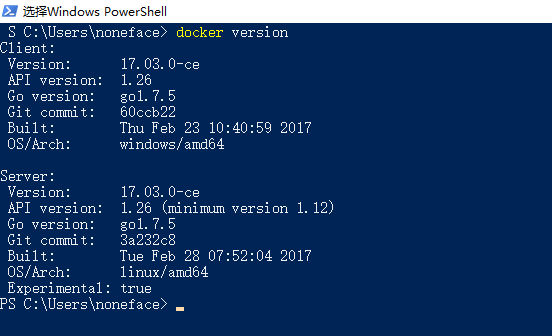 选择Windows PowerShell
S C:\Users\noneface> docker version
Client:
 Version:      17.03.0-ce
 API version:  1.26
 Go version:   go1.7.5
 Git commit:   60ccb22
 Built:        Thu Feb 23 10:40:59 2017
 OS/Arch:      windows/amd64
Server:
 Version:      17.03.0-ce
 API version:  1.26 (minimum version 1.12)
 Go version:   go1.7.5
 Git commit:   3a232c8
 Built:        Tue Feb 28 07:52:04 2017
 OS/Arch:      linux/amd64
 Experimental: true
PS C:\Users\noneface>